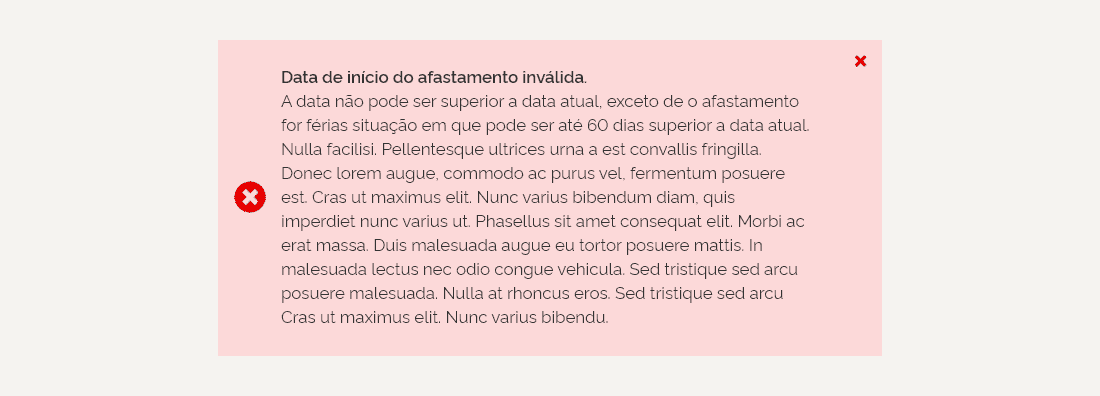 Data de início do afastamento inválida.
A data não pode ser superior a data atual, exceto de o afastamento
for férias situação em que pode ser até 60 dias superior a data atual.
Nulla facilisi. Pellentesque ultrices urna a est convallis fringilla.
Donec lorem augue, commodo ac purus vel, fermentum posuere
est. Cras ut maximus elit. Nunc varius bibendum diam, quis
imperdiet nunc varius ut. Phasellus sit amet consequat elit. Morbi ac
erat massa. Duis malesuada augue eu tortor posuere mattis. In
malesuada lectus nec odio congue vehicula. Sed tristique sed arcu
posuere malesuada. Nulla at rhoncus eros. Sed tristique sed arcu
Cras ut maximus elit. Nunc varius bibendu.